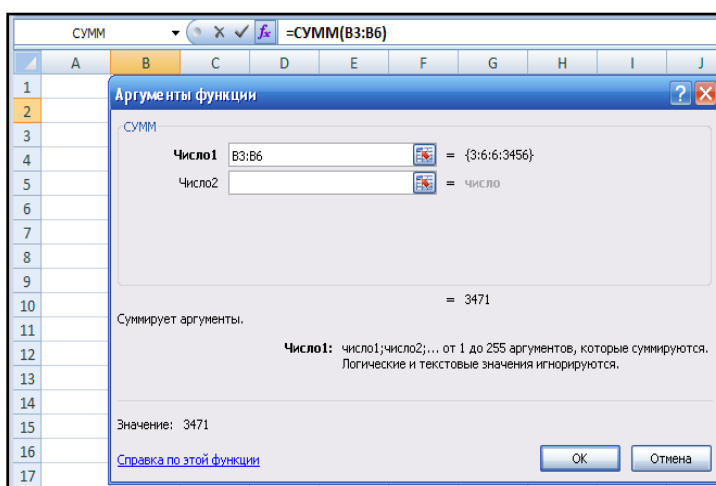 СУММ =СУММ(B3:B6)
A B C D E F G H I J
1
2
3
4
5
6
7
8
9
10
11
12
13
14
15
16
17
Аргументы функции
СУММ
Число1 B3:B6 = {3:6:6:3456}
Число2 = число
= 3471
Суммирует аргументы.
Число1: число1;число2;... от 1 до 255 аргументов, которые суммируются.
Логические и текстовые значения игнорируются.
Значение: 3471
Справка по этой функции ОК Отмена